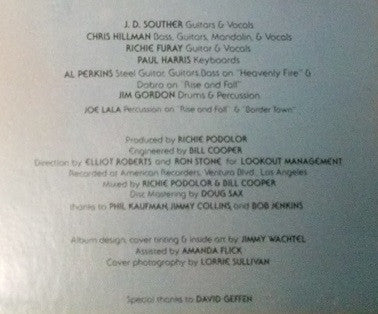 J. D. SOUTHER Guitars & Vocals
CHRIS HILLMAN Bass, Guitars, Mandolin, & Vocals
RICHIE FURAY Guitar & Vocals
PAUL HARRIS Keyboards
AL PERKINS Steel Guitar, Guitars, Bass on "Heavenly Fire" &
Dobro on "Rise and Fall"
JIM GORDON Drums & Percussion
JOE LALA Percussion on "Rise and Fall" & "Border Town"
Produced by RICHIE PODOLOR
Engineered by BILL COOPER
Direction by ELLIOT ROBERTS and RON STONE for LOOKOUT MANAGEMENT
Recorded at American Recorders, Ventura Blvd., Los Angeles
Mixed by RICHIE PODOLOR & BILL COOPER
Disc Mastering by DOUG SAX
thanks to PHIL KAUFMAN, JIMMY COLLINS, and BOB JENKINS
Album design, cover tinting & inside art by JIMMY WACHTEL
Assisted by AMANDA FLICK
Cover photography by LORRIE SULLIVAN
Special thanks to DAVID GEFFEN